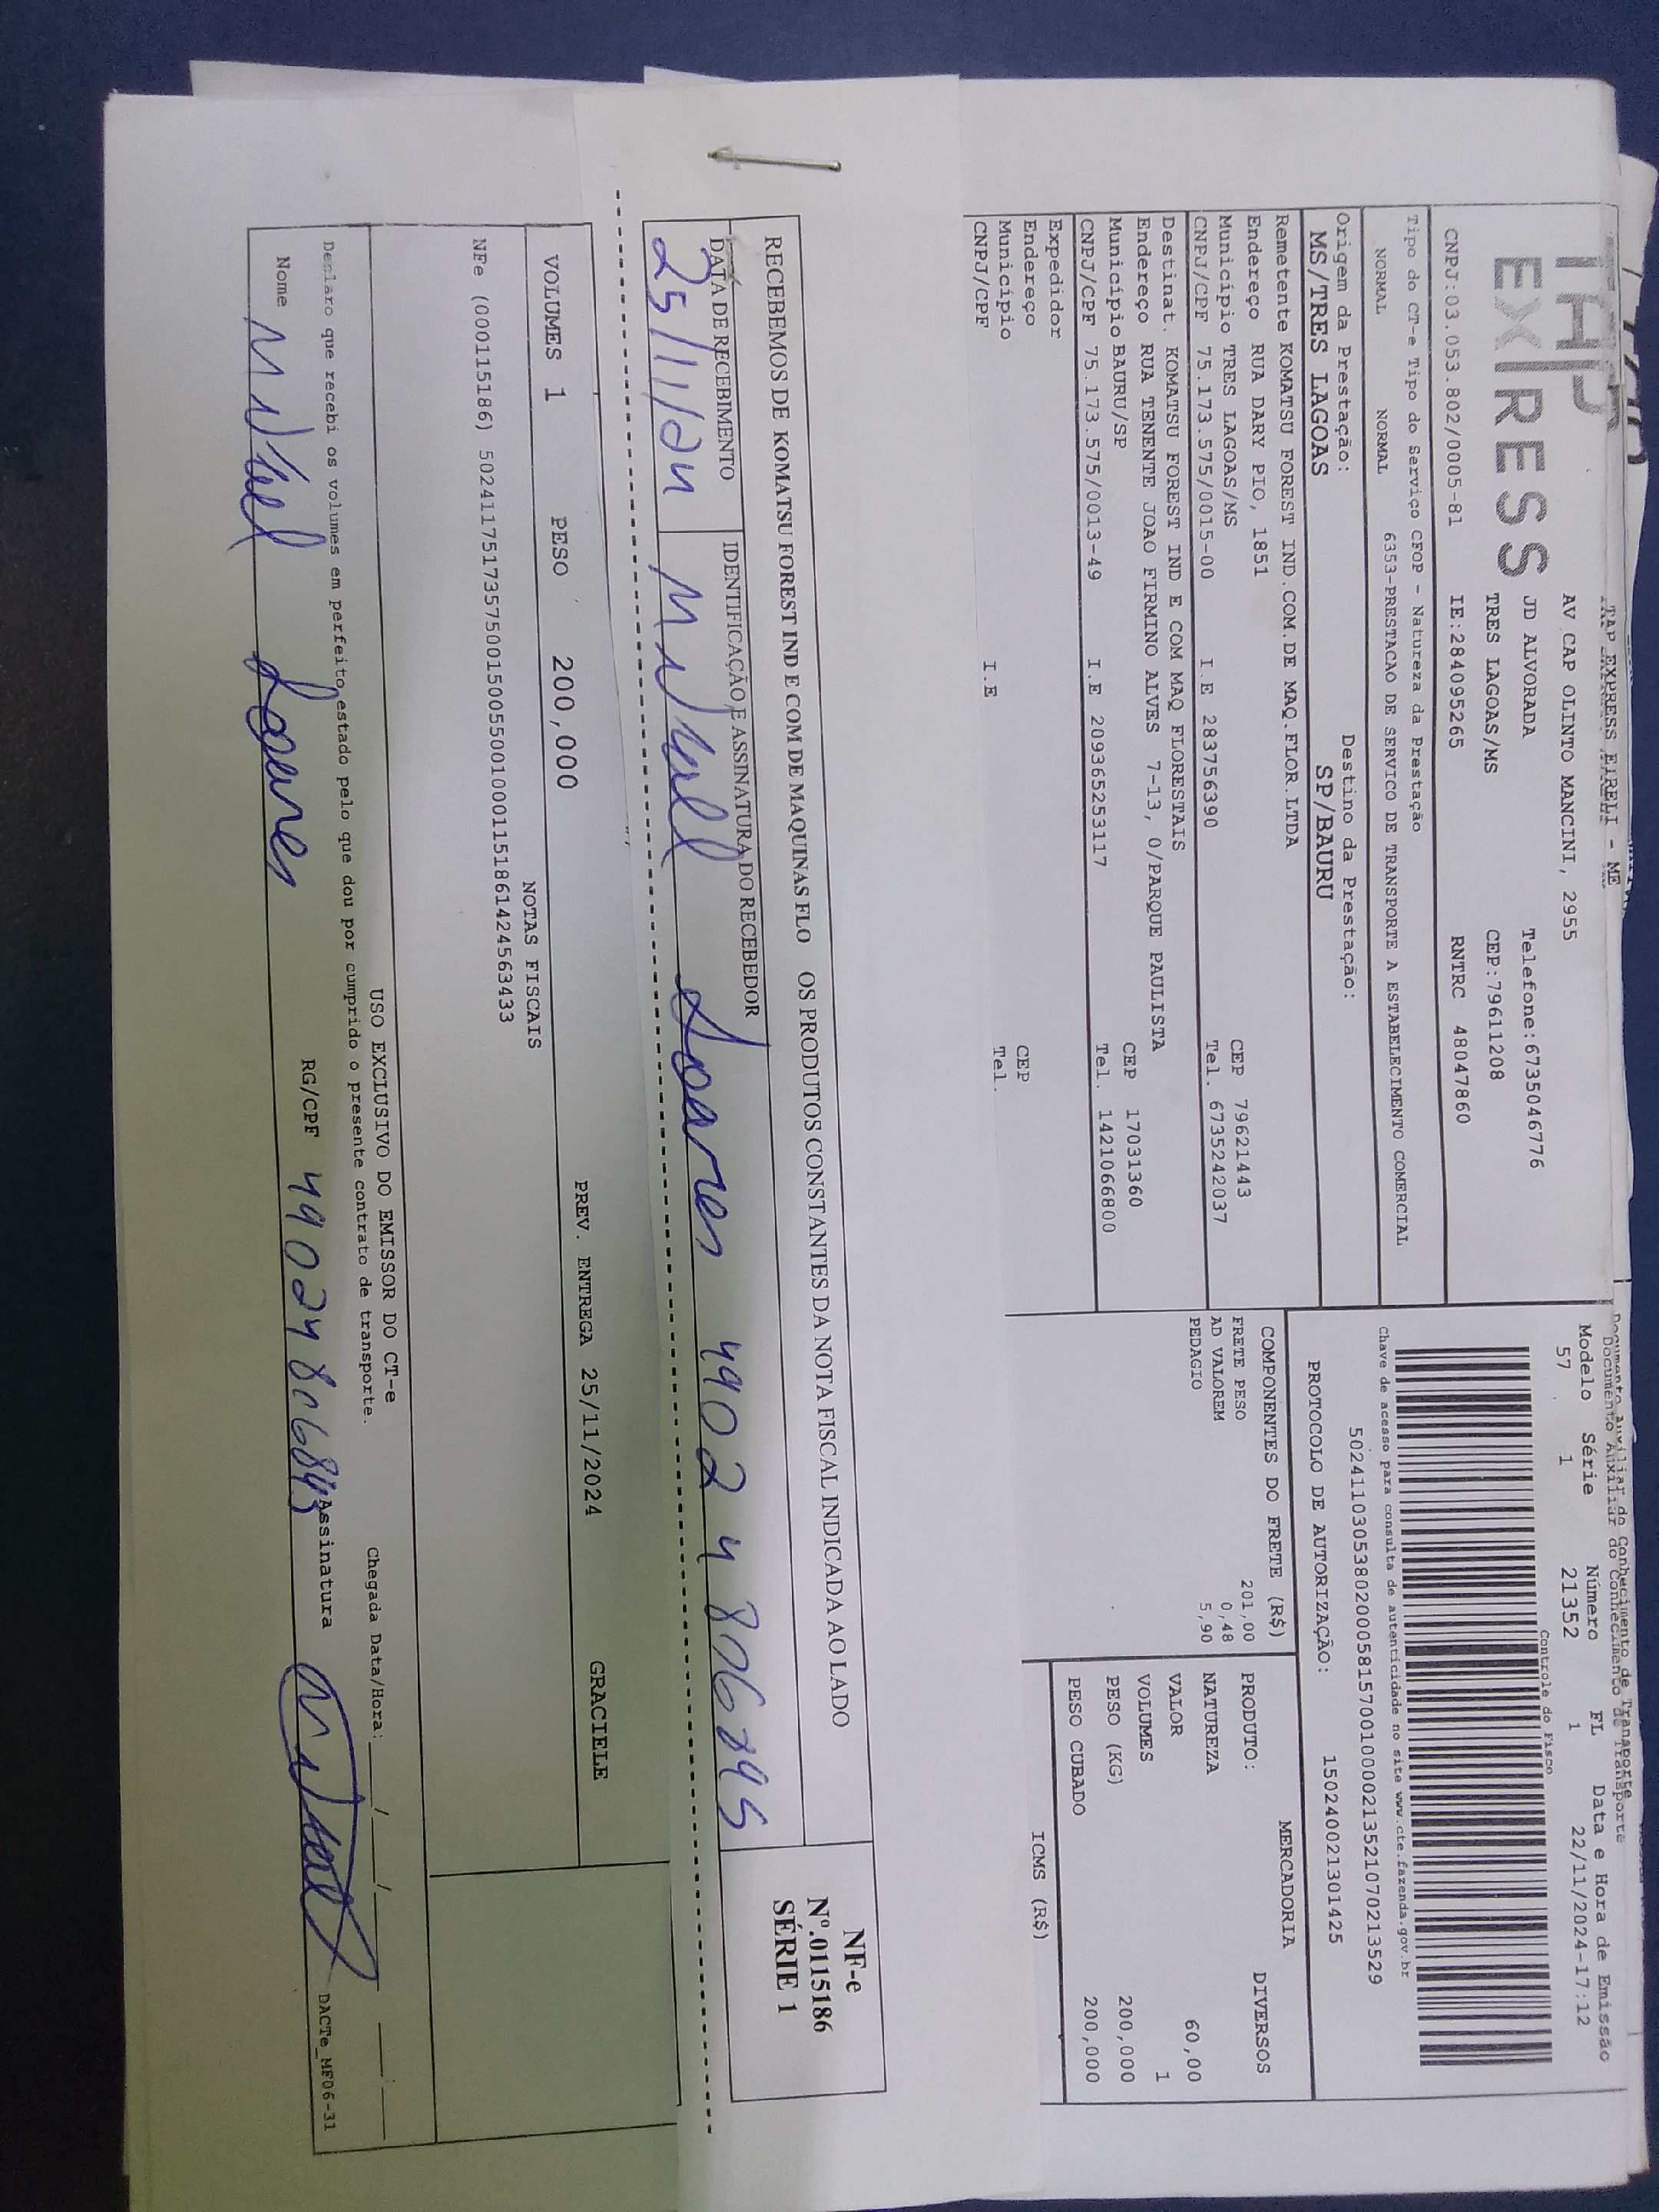 TAP EXPRESS EIRELI - ME
EXPRESS
AV CAP OLINTO MANCINI, 2955
JD ALVORADA Telefone:6735046776
TRES LAGOAS/MS CEP:79611208
CNPJ:03.053.802/0005-81 IE:284095265 RNTRC 48047860
Documento Auxiliar do Conhecimento de Transporte
Modelo Série Número FL Data e Hora de Emissão
57 1 21352 1 22/11/2024-17:12
Controle do Fisco
Chave de acesso para consulta de autenticidade no site www.cte.fazenda.gov.br
50241103053802000581570010000213521070213529
PROTOCOLO DE AUTORIZAÇÃO: 150240021301425
Tipo do CT-e Tipo do Serviço CFOP - Natureza da Prestação
NORMAL NORMAL 6353-PRESTACAO DE SERVICO DE TRANSPORTE A ESTABELECIMENTO COMERCIAL
Origem da Prestação: Destino da Prestação:
MS/TRES LAGOAS SP/BAURU
Remetente KOMATSU FOREST IND.COM.DE MAQ.FLOR.LTDA
Endereço RUA DARY PIO, 1851
Município TRES LAGOAS/MS CEP 79621443
CNPJ/CPF 75.173.575/0015-00 I.E 283756390 Tel. 6735242037
Destinat. KOMATSU FOREST IND E COM MAQ FLORESTAIS
Endereço RUA TENENTE JOAO FIRMINO ALVES 7-13, 0/PARQUE PAULISTA
Município BAURU/SP CEP 17031360
CNPJ/CPF 75.173.575/0013-49 I.E 209365253117 Tel. 1421066800
Expedidor
Endereço
Município CEP
CNPJ/CPF I.E Tel.
COMPONENTES DO FRETE (R$)
FRETE PESO 201,00
AD VALOREM 0,48
PEDAGIO 5,90
MERCADORIA
PRODUTO: DIVERSOS
NATUREZA
VALOR 60,00
VOLUMES 1
PESO (KG) 200,000
PESO CUBADO 200,000
ICMS (R$)
RECEBEMOS DE KOMATSU FOREST IND E COM DE MAQUINAS FLO OS PRODUTOS CONSTANTES DA NOTA FISCAL INDICADA AO LADO
NF-e
Nº.0115186
SÉRIE 1
DATA DE RECEBIMENTO IDENTIFICAÇÃO E ASSINATURA DO RECEBEDOR
25/11/24 Soares
PREV. ENTREGA 25/11/2024 GRACIELE
VOLUMES 1 PESO 200,000
NOTAS FISCAIS
NFe (000115186) 50241175173575001500550010001151861424563433
USO EXCLUSIVO DO EMISSOR DO CT-e
Chegada Data/Hora: ____/____/____ ____:____
Declaro que recebi os volumes em perfeito estado pelo que dou por cumprido o presente contrato de transporte.
Nome Soares RG/CPF Assinatura
DACTe_MF06-31